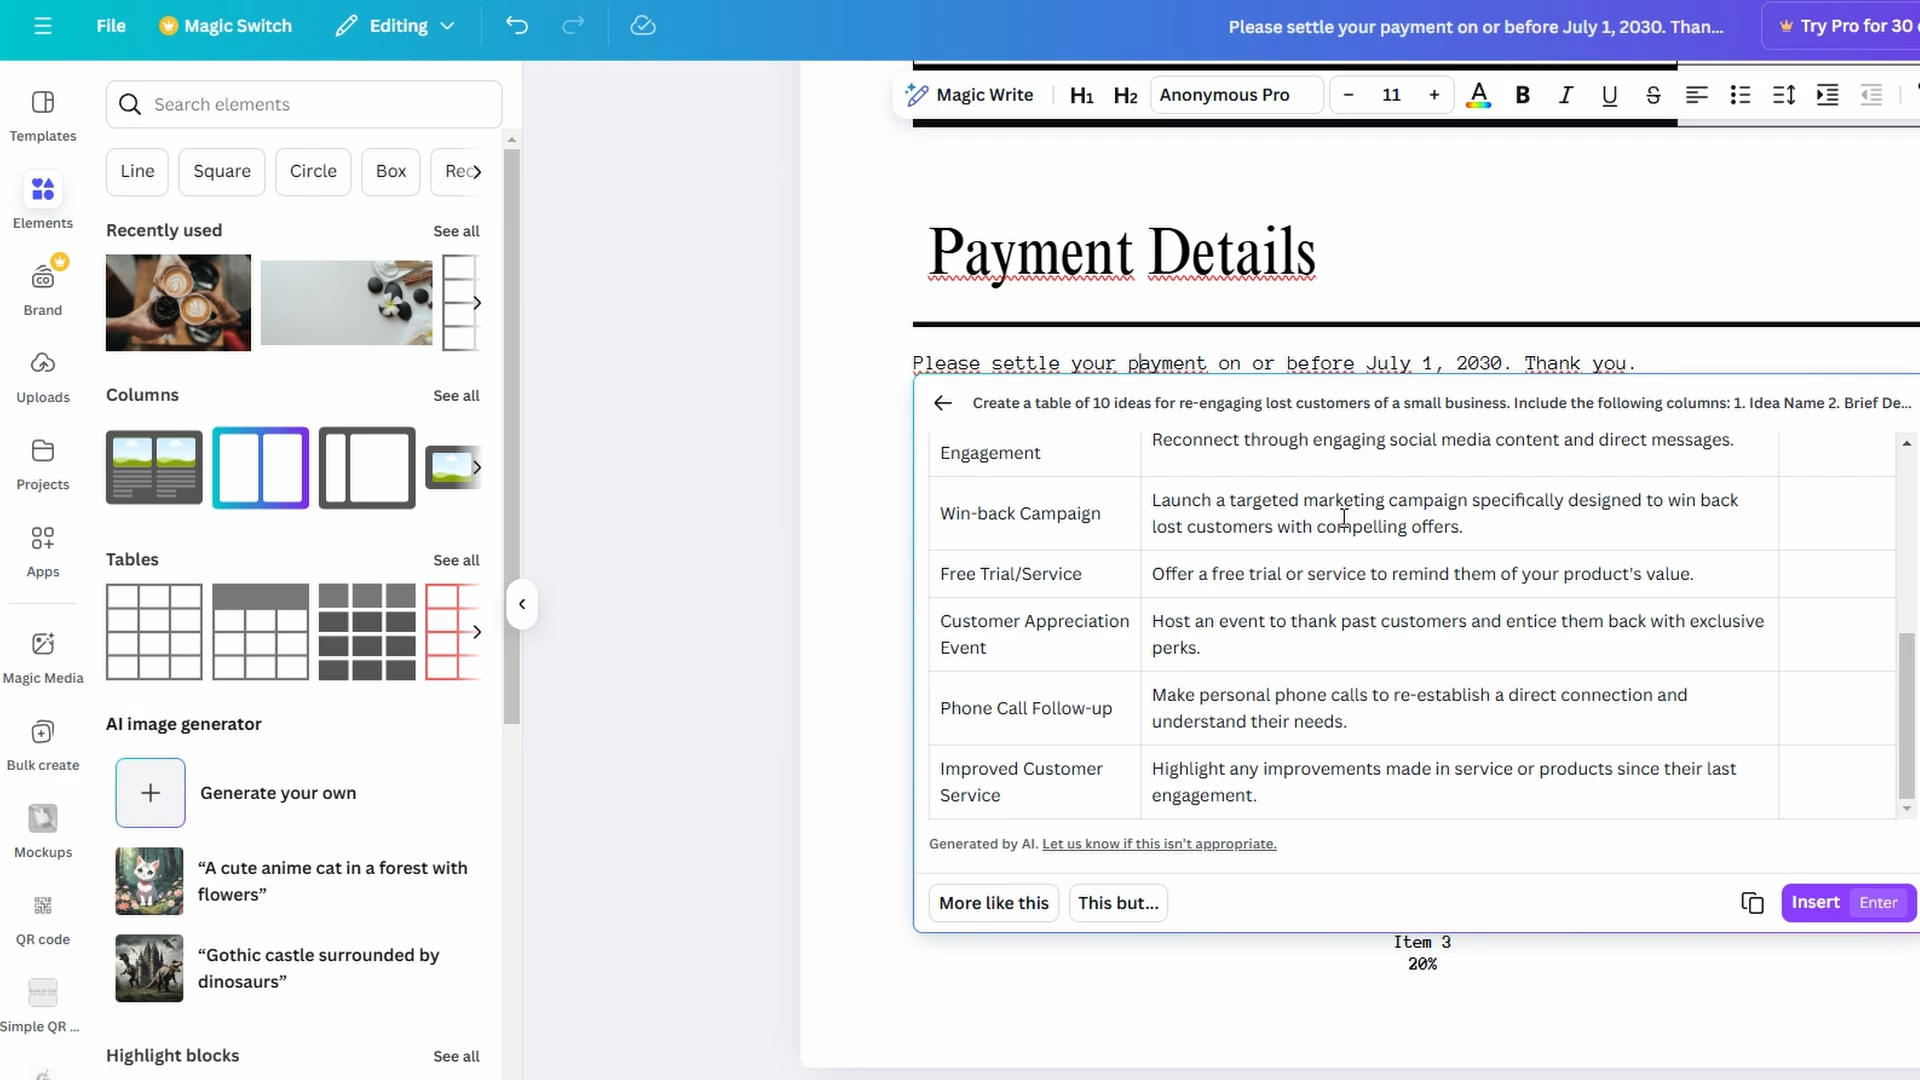 File
Magic Switch
Editing
Please settle your payment on or before July 1, 2030. Than...
Try Pro for 30
Templates
Elements
Brand
Uploads
Projects
Apps
Magic Media
Bulk create
Mockups
QR code
Simple QR ...
Search elements
Line
Square
Circle
Box
Rec
Recently used
See all
Columns
See all
Tables
See all
AI image generator
Generate your own
“A cute anime cat in a forest with
flowers”
“Gothic castle surrounded by
dinosaurs”
Highlight blocks
See all
Magic Write
H1
H2
Anonymous Pro
– 11 +
A
B
I
U
S
Payment Details
Please settle your payment on or before July 1, 2030. Thank you.
Create a table of 10 ideas for re-engaging lost customers of a small business. Include the following columns: 1. Idea Name 2. Brief De...
Engagement
Reconnect through engaging social media content and direct messages.
Win-back Campaign
Launch a targeted marketing campaign specifically designed to win back
lost customers with compelling offers.
Free Trial/Service
Offer a free trial or service to remind them of your product's value.
Customer Appreciation
Event
Host an event to thank past customers and entice them back with exclusive
perks.
Phone Call Follow-up
Make personal phone calls to re-establish a direct connection and
understand their needs.
Improved Customer
Service
Highlight any improvements made in service or products since their last
engagement.
Generated by AI. Let us know if this isn’t appropriate.
More like this
This but...
Insert
Enter
Item 3
20%